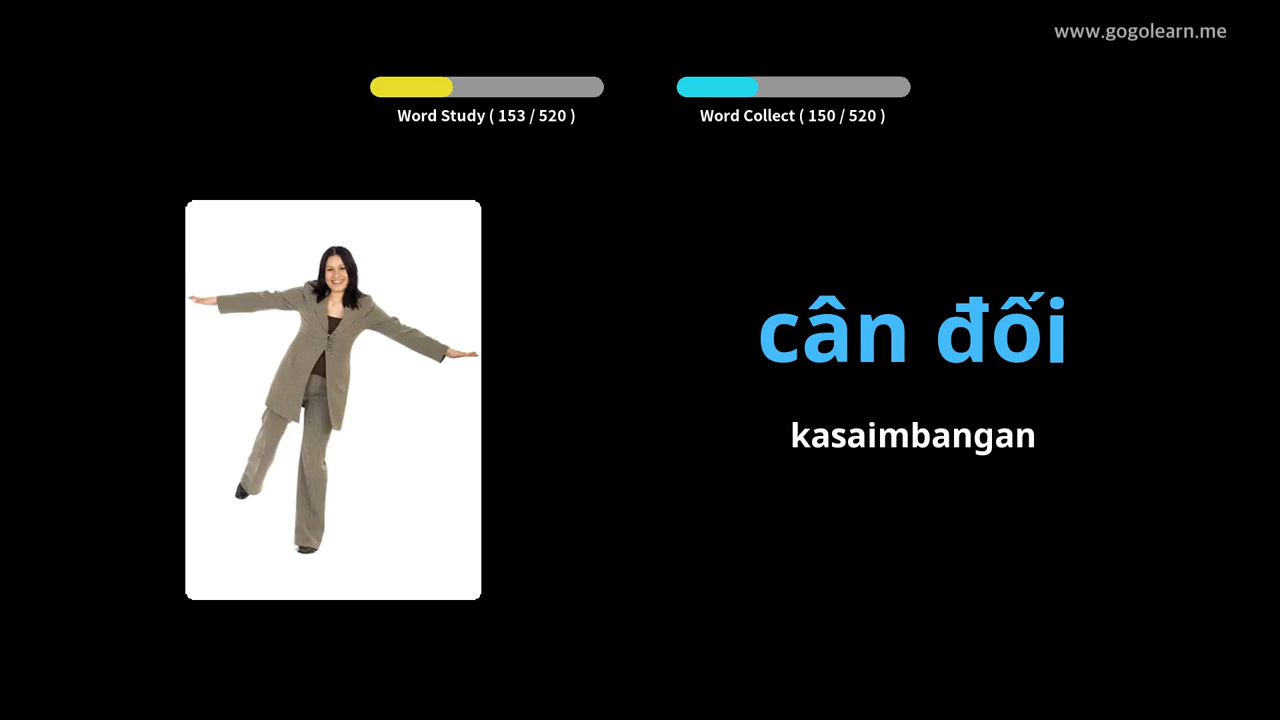 www.gogolearn.me
Word Study ( 153 / 520 )
Word Collect ( 150 / 520 )
cân đối
kasaimbangan